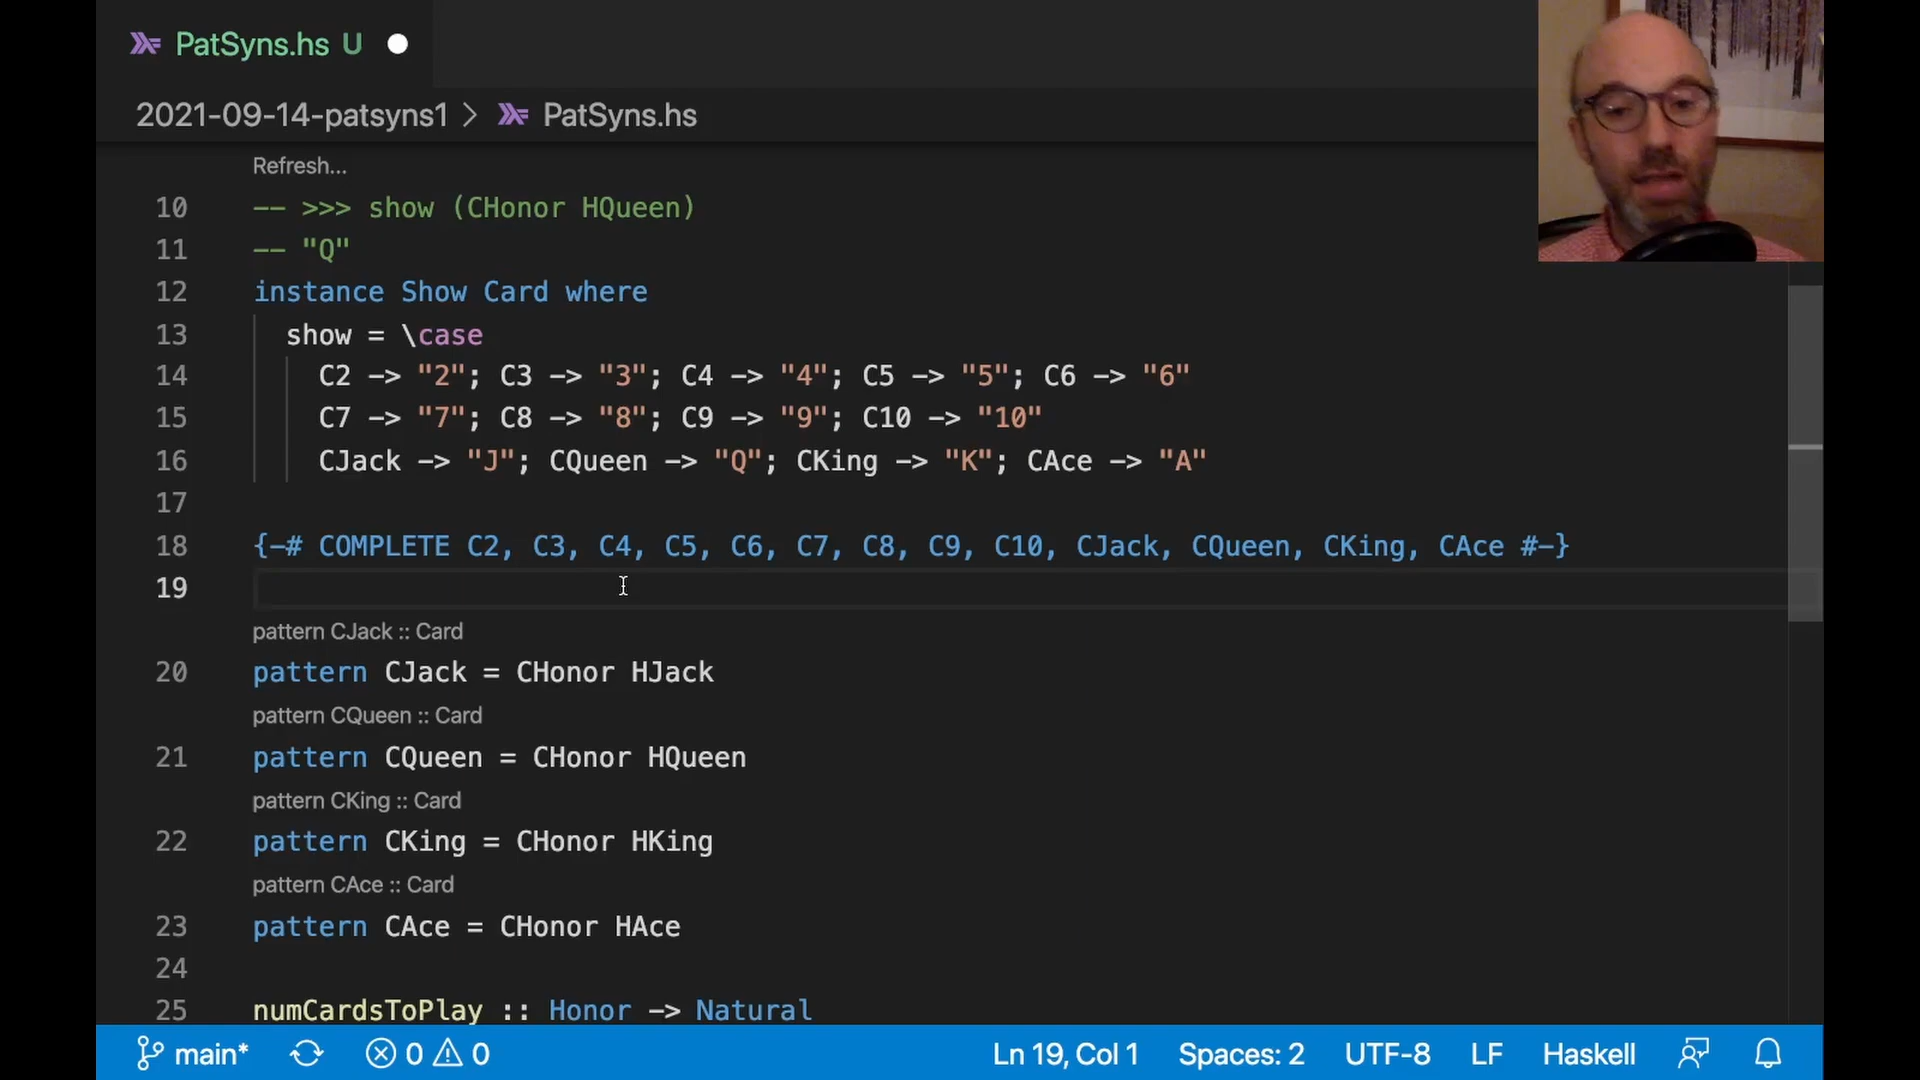 PatSyns.hs U
2021-09-14-patsyns1 > PatSyns.hs
Refresh...
10 -- >>> show (CHonor HQueen)
11 -- "Q"
12 instance Show Card where
13 show = \case
14 C2 -> "2"; C3 -> "3"; C4 -> "4"; C5 -> "5"; C6 -> "6"
15 C7 -> "7"; C8 -> "8"; C9 -> "9"; C10 -> "10"
16 CJack -> "J"; CQueen -> "Q"; CKing -> "K"; CAce -> "A"
17
18 {-# COMPLETE C2, C3, C4, C5, C6, C7, C8, C9, C10, CJack, CQueen, CKing, CAce #-}
19
pattern CJack :: Card
20 pattern CJack = CHonor HJack
pattern CQueen :: Card
21 pattern CQueen = CHonor HQueen
pattern CKing :: Card
22 pattern CKing = CHonor HKing
pattern CAce :: Card
23 pattern CAce = CHonor HAce
24
25 numCardsToPlay :: Honor -> Natural
main* 0 0 Ln 19, Col 1 Spaces: 2 UTF-8 LF Haskell